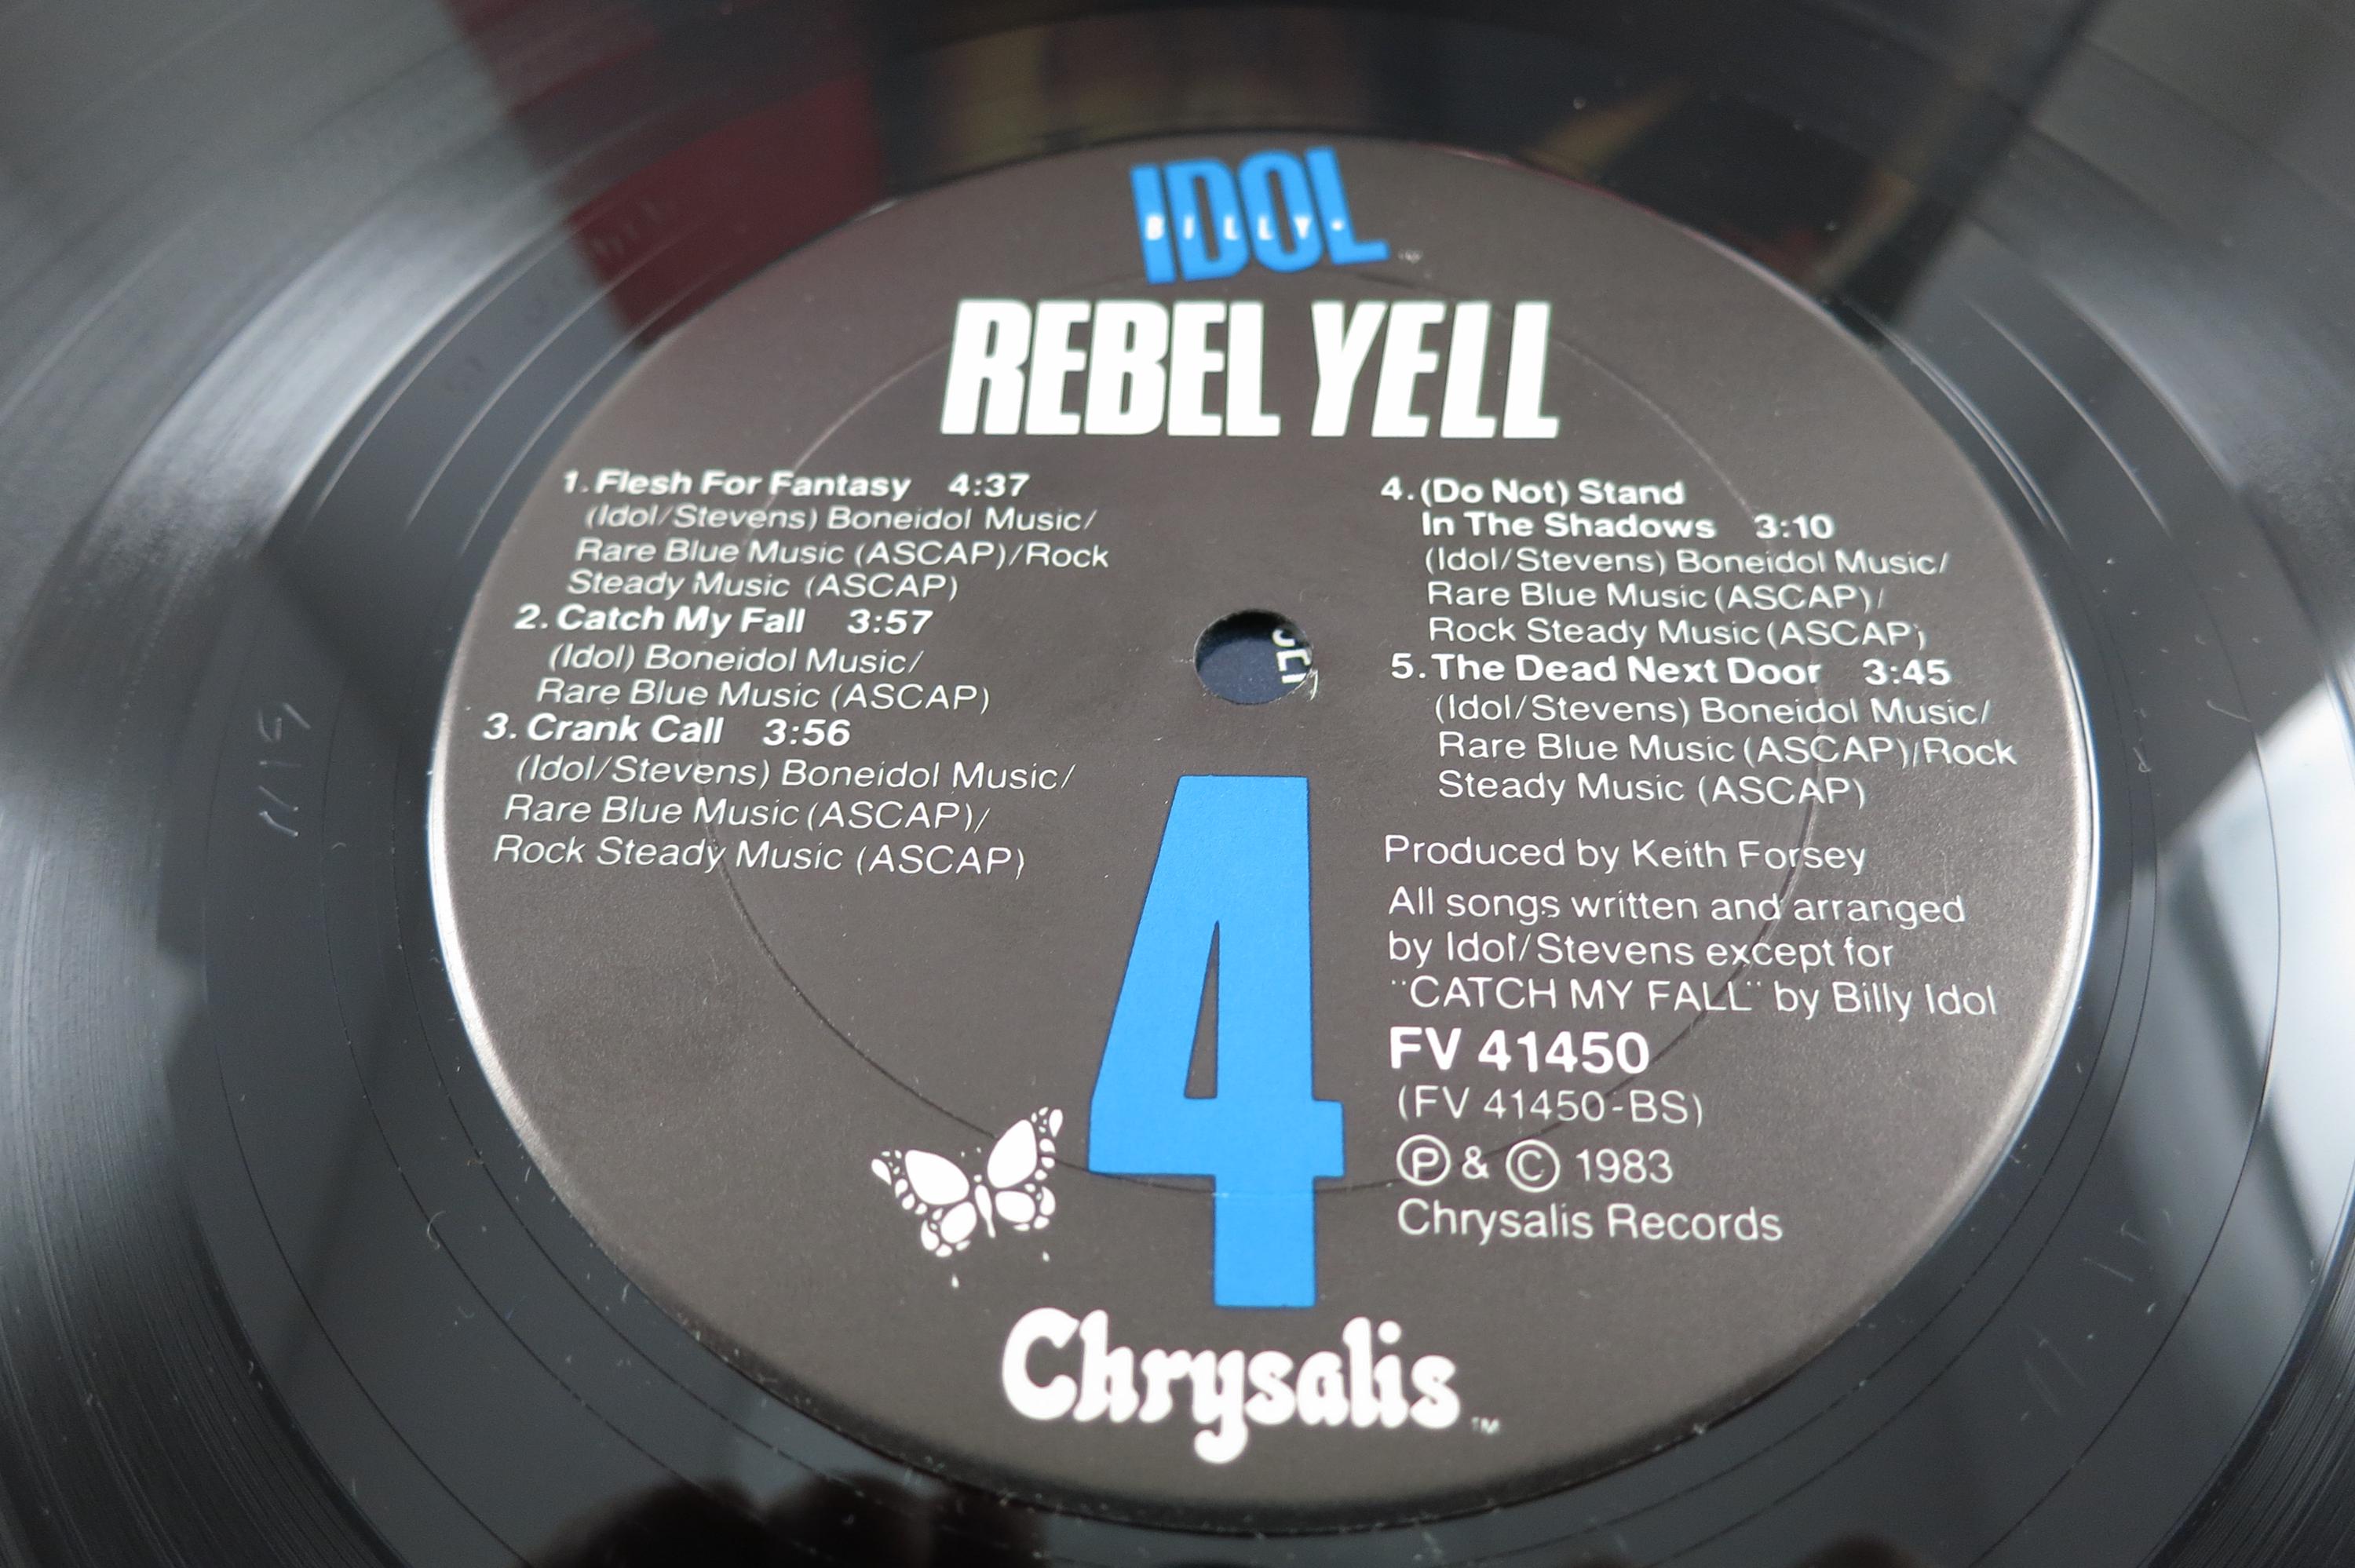 IDOL
BILLY
REBEL YELL
1. Flesh For Fantasy 4:37
(Idol/Stevens) Boneidol Music/
Rare Blue Music (ASCAP)/Rock
Steady Music (ASCAP)
2. Catch My Fall 3:57
(Idol) Boneidol Music/
Rare Blue Music (ASCAP)
3. Crank Call 3:56
(Idol/Stevens) Boneidol Music/
Rare Blue Music (ASCAP)/
Rock Steady Music (ASCAP)
4. (Do Not) Stand
In The Shadows 3:10
(Idol/Stevens) Boneidol Music/
Rare Blue Music (ASCAP)/
Rock Steady Music (ASCAP)
5. The Dead Next Door 3:45
(Idol/Stevens) Boneidol Music/
Rare Blue Music (ASCAP)/Rock
Steady Music (ASCAP)
Produced by Keith Forsey
All songs written and arranged
by Idol/Stevens except for
"CATCH MY FALL" by Billy Idol
FV 41450
(FV 41450-BS)
Ⓟ & © 1983
Chrysalis Records
4
Chrysalis™